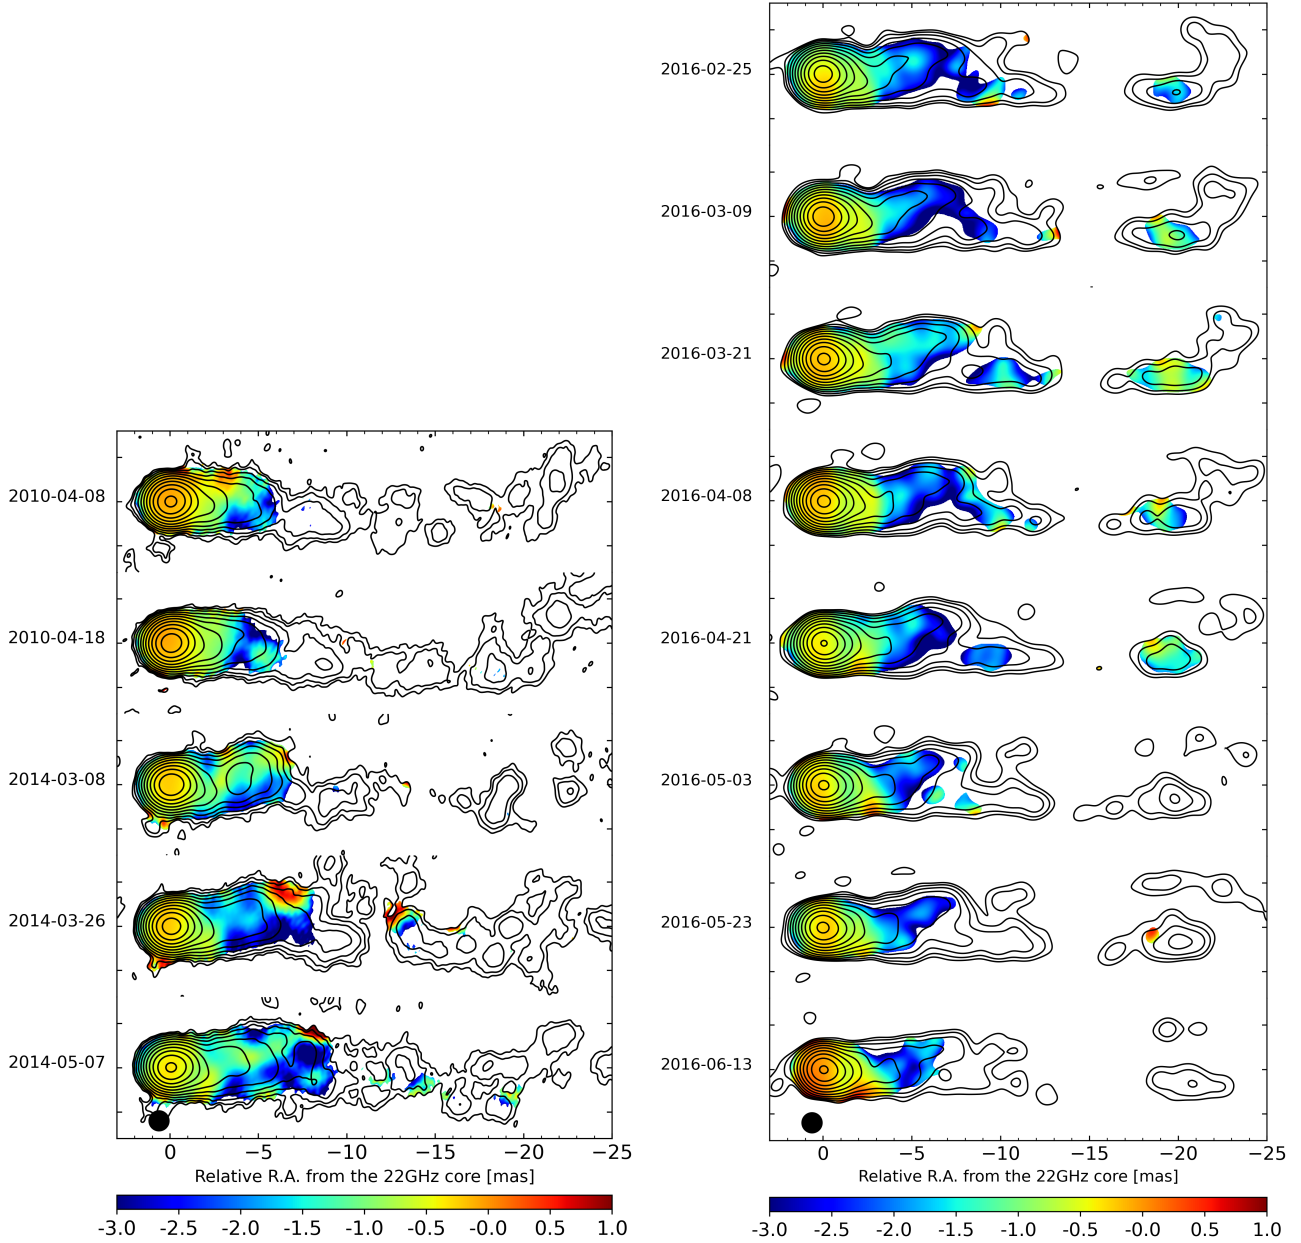 2010-04-08
2010-04-18
2014-03-08
2014-03-26
2014-05-07
0 −5 −10 −15 −20 −25
Relative R.A. from the 22GHz core [mas]
-3.0 -2.5 -2.0 -1.5 -1.0 -0.5 -0.0 0.5 1.0
2016-02-25
2016-03-09
2016-03-21
2016-04-08
2016-04-21
2016-05-03
2016-05-23
2016-06-13
0 −5 −10 −15 −20 −25
Relative R.A. from the 22GHz core [mas]
-3.0 -2.5 -2.0 -1.5 -1.0 -0.5 -0.0 0.5 1.0